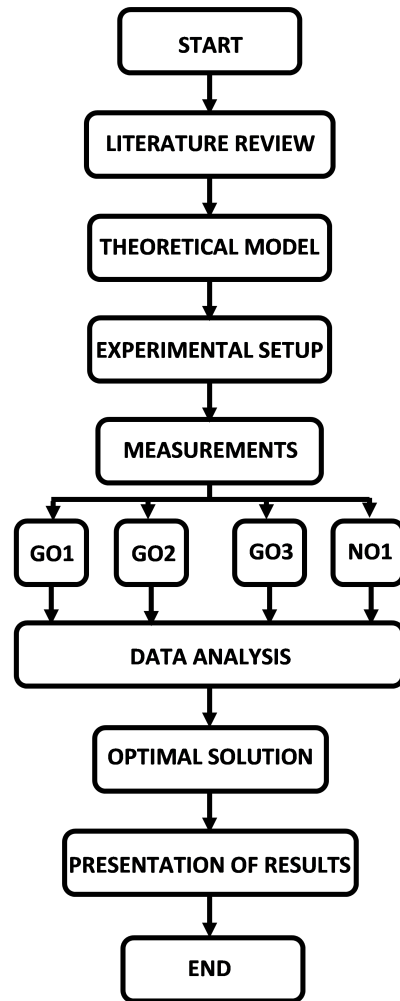 START
LITERATURE REVIEW
THEORETICAL MODEL
EXPERIMENTAL SETUP
MEASUREMENTS
GO1 GO2 GO3 NO1
DATA ANALYSIS
OPTIMAL SOLUTION
PRESENTATION OF RESULTS
END